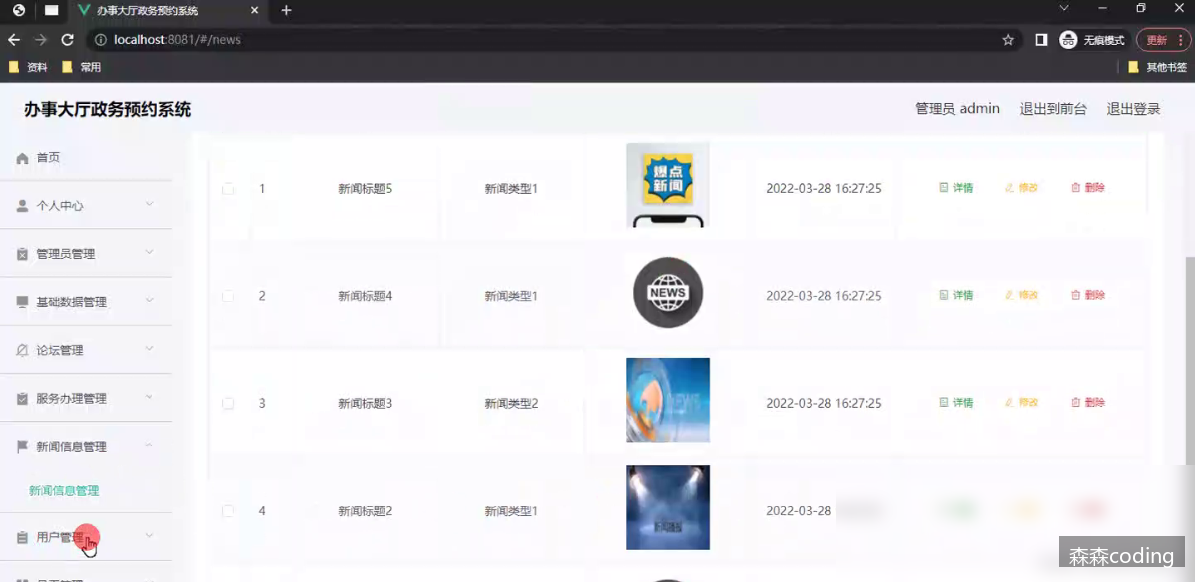 办事大厅政务预约系统
localhost:8081/#/news
无痕模式
更新
资料
常用
其他书签
办事大厅政务预约系统
管理员 admin
退出到前台
退出登录
首页
个人中心
管理员管理
基础数据管理
论坛管理
服务办理管理
新闻信息管理
新闻信息管理
用户管理
1 新闻标题5 新闻类型1 爆点新闻 2022-03-28 16:27:25 详情 修改 删除
2 新闻标题4 新闻类型1 NEWS 2022-03-28 16:27:25 详情 修改 删除
3 新闻标题3 新闻类型2 2022-03-28 16:27:25 详情 修改 删除
4 新闻标题2 新闻类型1 2022-03-28
森森coding